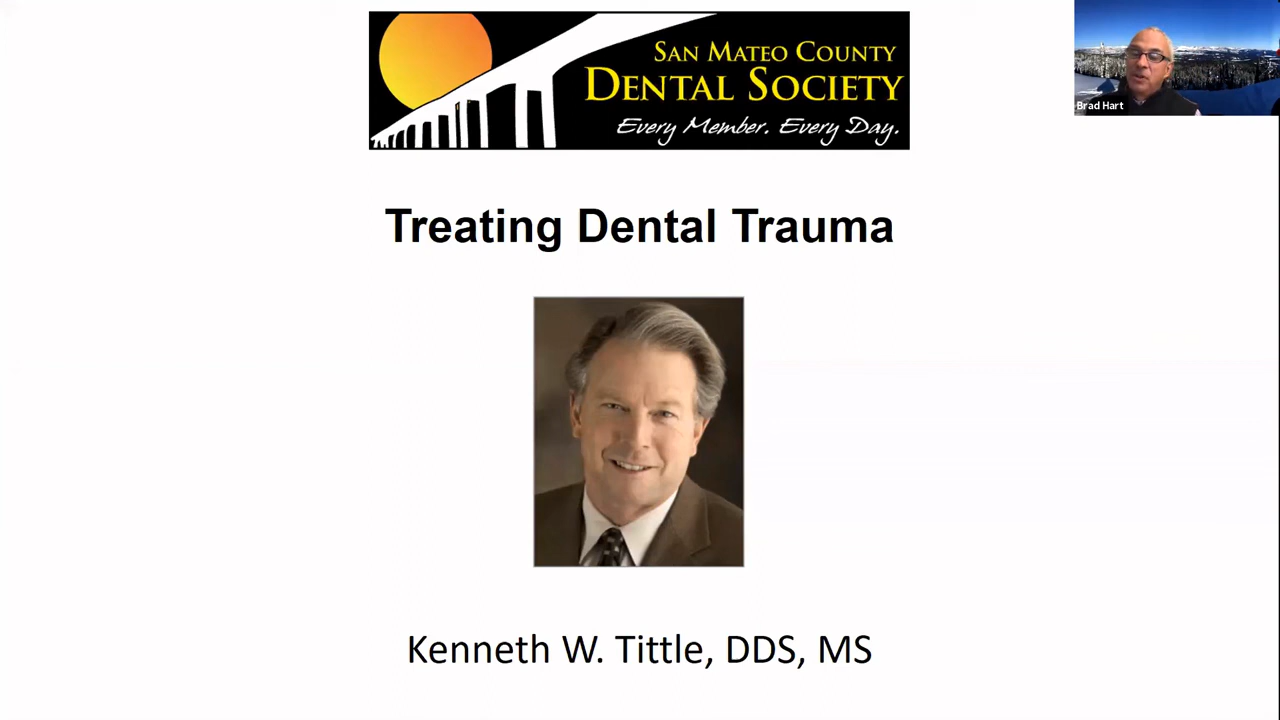 SAN MATEO COUNTY
DENTAL SOCIETY
Every Member. Every Day.
Brad Hart
Treating Dental Trauma
Kenneth W. Tittle, DDS, MS